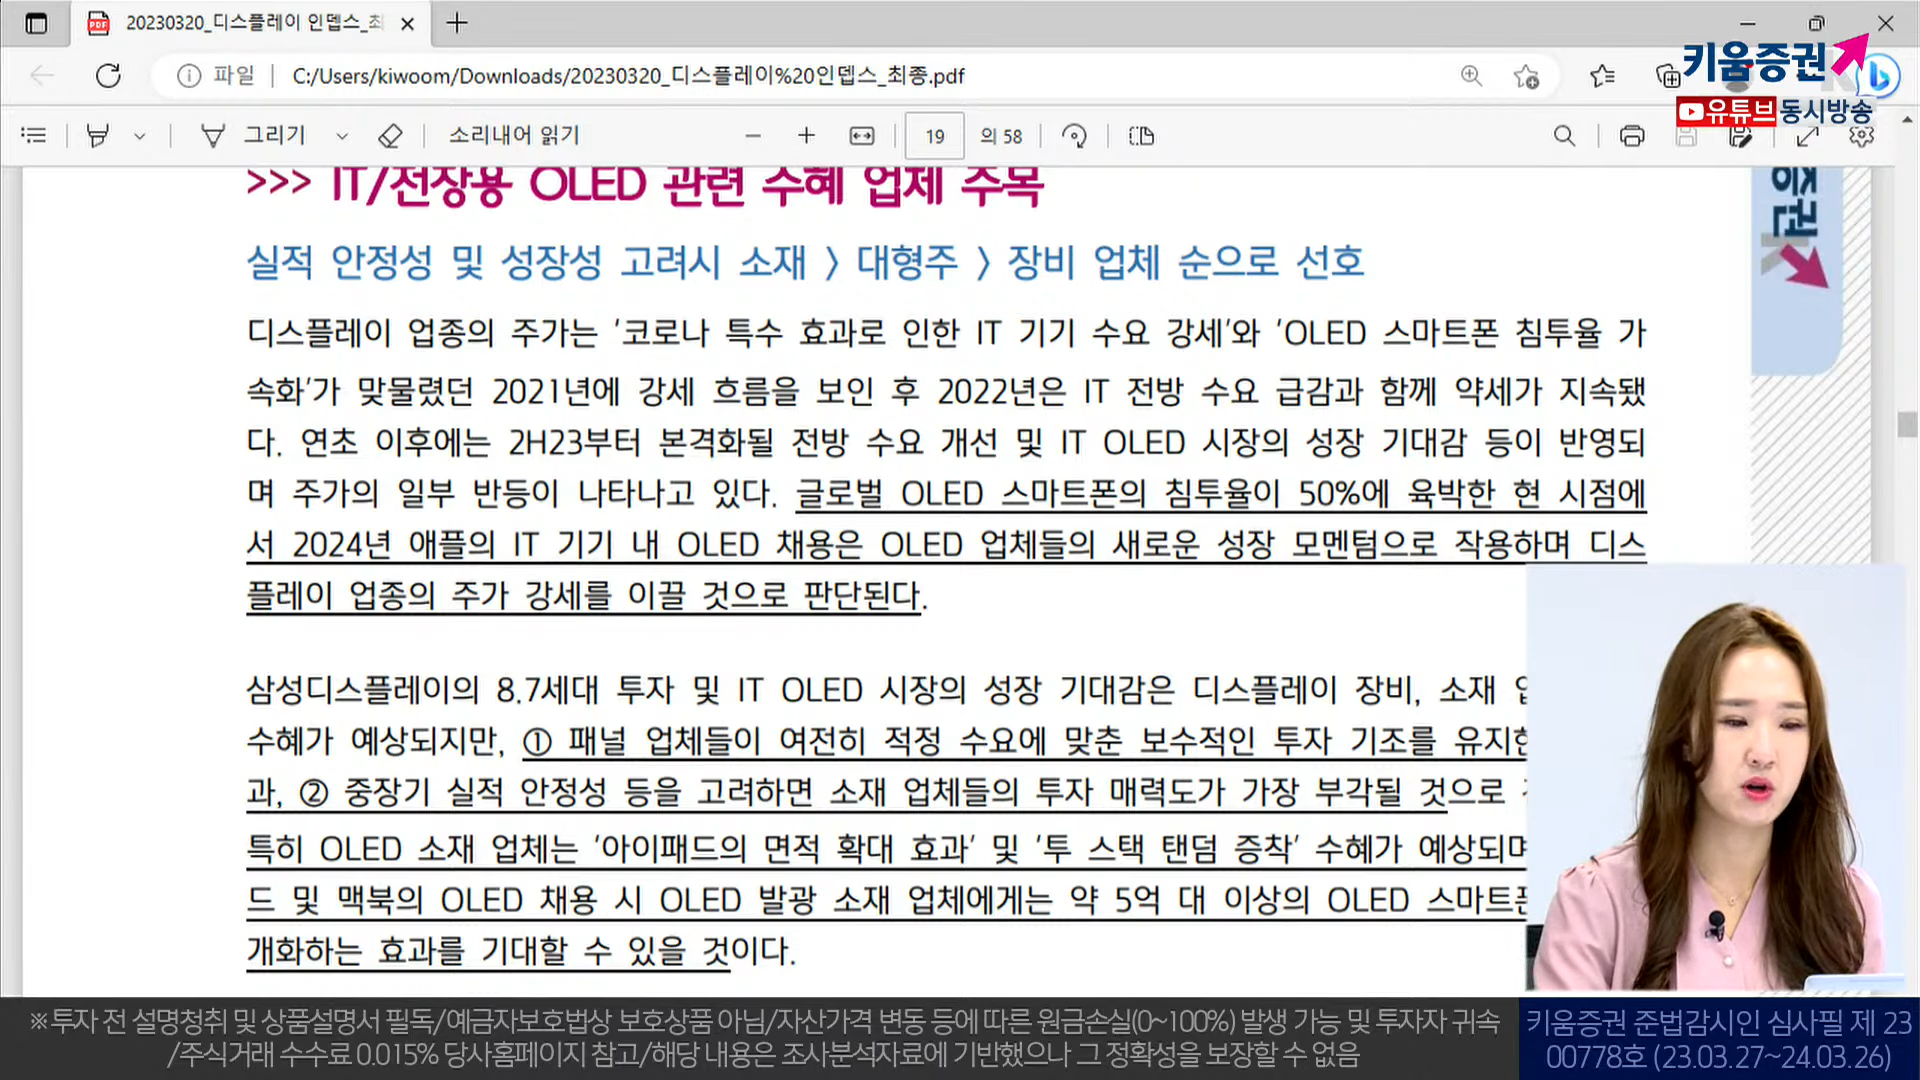 20230320_디스플레이 인뎁스_최
파일
C:/Users/kiwoom/Downloads/20230320_디스플레이%20인뎁스_최종.pdf
키움증권
유튜브동시방송
그리기
소리내어 읽기
19 의 58
>>> IT/전장용 OLED 관련 수혜 업체 주목
증권
실적 안정성 및 성장성 고려시 소재 > 대형주 > 장비 업체 순으로 선호
디스플레이 업종의 주가는 '코로나 특수 효과로 인한 IT 기기 수요 강세'와 'OLED 스마트폰 침투율 가
속화'가 맞물렸던 2021년에 강세 흐름을 보인 후 2022년은 IT 전방 수요 급감과 함께 약세가 지속됐
다. 연초 이후에는 2H23부터 본격화될 전방 수요 개선 및 IT OLED 시장의 성장 기대감 등이 반영되
며 주가의 일부 반등이 나타나고 있다. 글로벌 OLED 스마트폰의 침투율이 50%에 육박한 현 시점에
서 2024년 애플의 IT 기기 내 OLED 채용은 OLED 업체들의 새로운 성장 모멘텀으로 작용하며 디스
플레이 업종의 주가 강세를 이끌 것으로 판단된다.
삼성디스플레이의 8.7세대 투자 및 IT OLED 시장의 성장 기대감은 디스플레이 장비, 소재
수혜가 예상되지만, ① 패널 업체들이 여전히 적정 수요에 맞춘 보수적인 투자 기조를 유지한
과, ② 중장기 실적 안정성 등을 고려하면 소재 업체들의 투자 매력도가 가장 부각될 것으로
특히 OLED 소재 업체는 '아이패드의 면적 확대 효과' 및 '투 스택 탠덤 증착' 수혜가 예상되며
드 및 맥북의 OLED 채용 시 OLED 발광 소재 업체에게는 약 5억 대 이상의 OLED 스마트폰
개화하는 효과를 기대할 수 있을 것이다.
※투자 전 설명청취 및 상품설명서 필독/예금자보호법상 보호상품 아님/자산가격 변동 등에 따른 원금손실(0~100%) 발생 가능 및 투자자 귀속
/주식거래 수수료 0.015% 당사홈페이지 참고/해당 내용은 조사분석자료에 기반했으나 그 정확성을 보장할 수 없음
키움증권 준법감시인 심사필 제 23
00778호 (23.03.27~24.03.26)